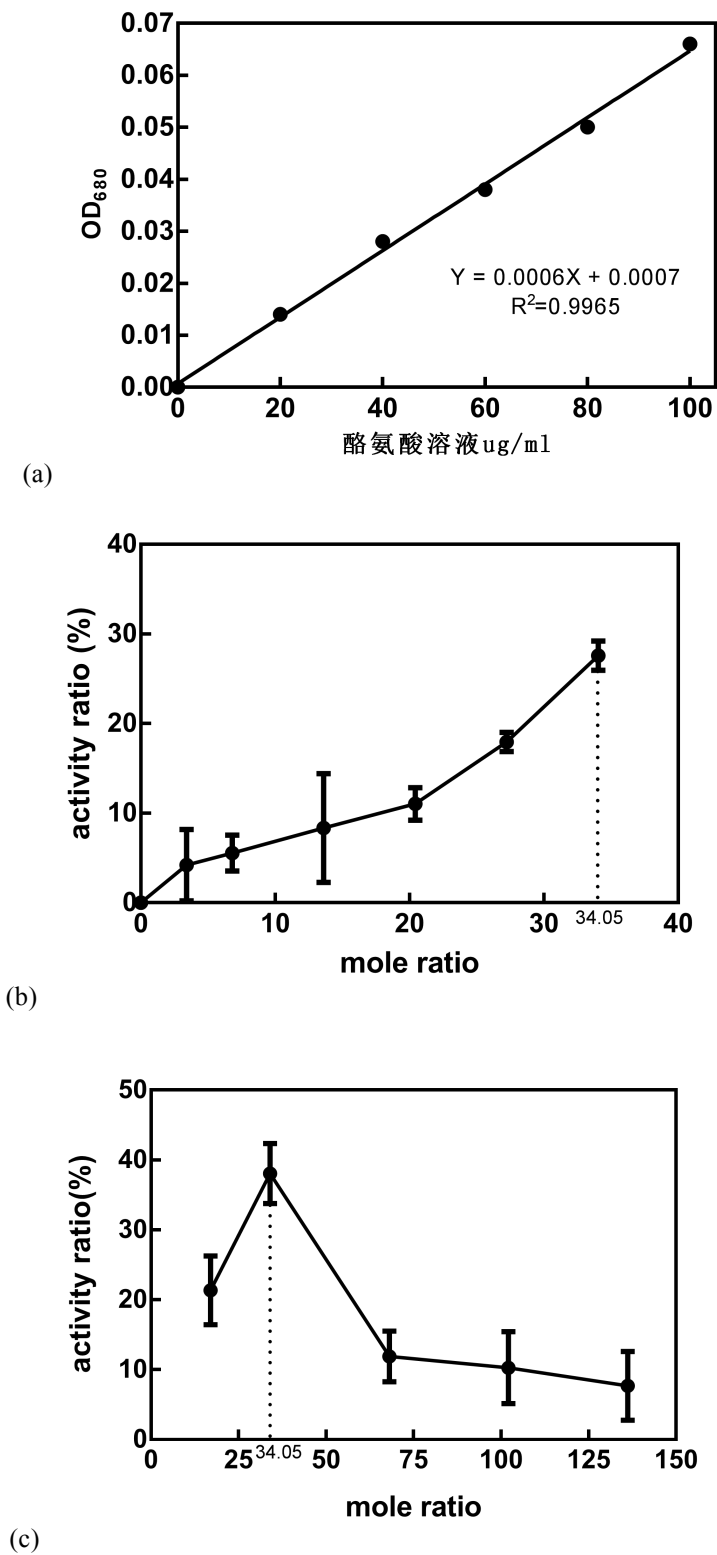 0.07
0.06
0.05
0.04
0.03
0.02
0.01
0.00
OD680
Y = 0.0006X + 0.0007
R²=0.9965
0 20 40 60 80 100
酪氨酸溶液ug/ml
(a)
40
30
20
10
0
activity ratio (%)
0 10 20 30 34.05 40
mole ratio
(b)
50
40
30
20
10
0
activity ratio(%)
0 25 34.05 50 75 100 125 150
mole ratio
(c)